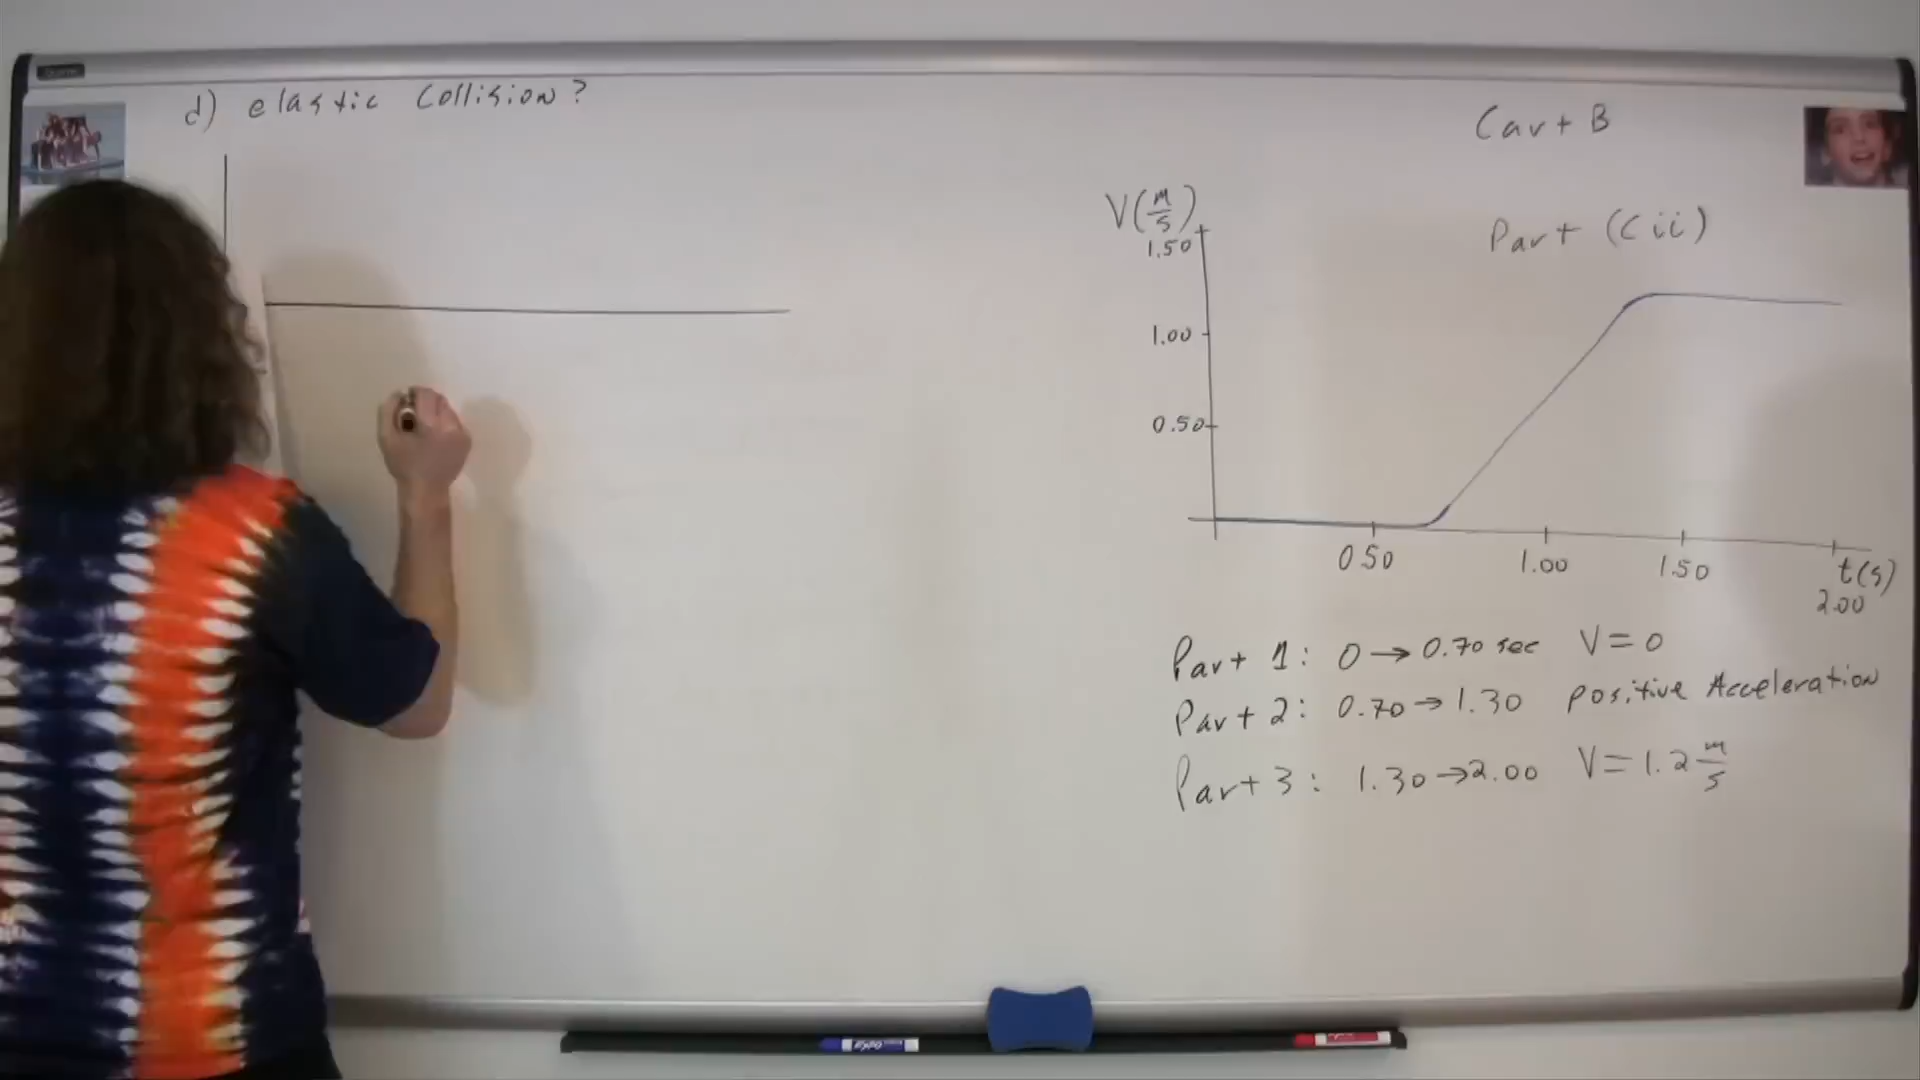 d) elastic Collision?
Cart B
V(m/s)
Part (Cii)
1.50
1.00
0.50
0.50 1.00 1.50 t(s)
2.00
Part 1: 0→0.70 sec V=0
Part 2: 0.70→1.30 Positive Acceleration
Part 3: 1.30→2.00 V=1.2 m/s